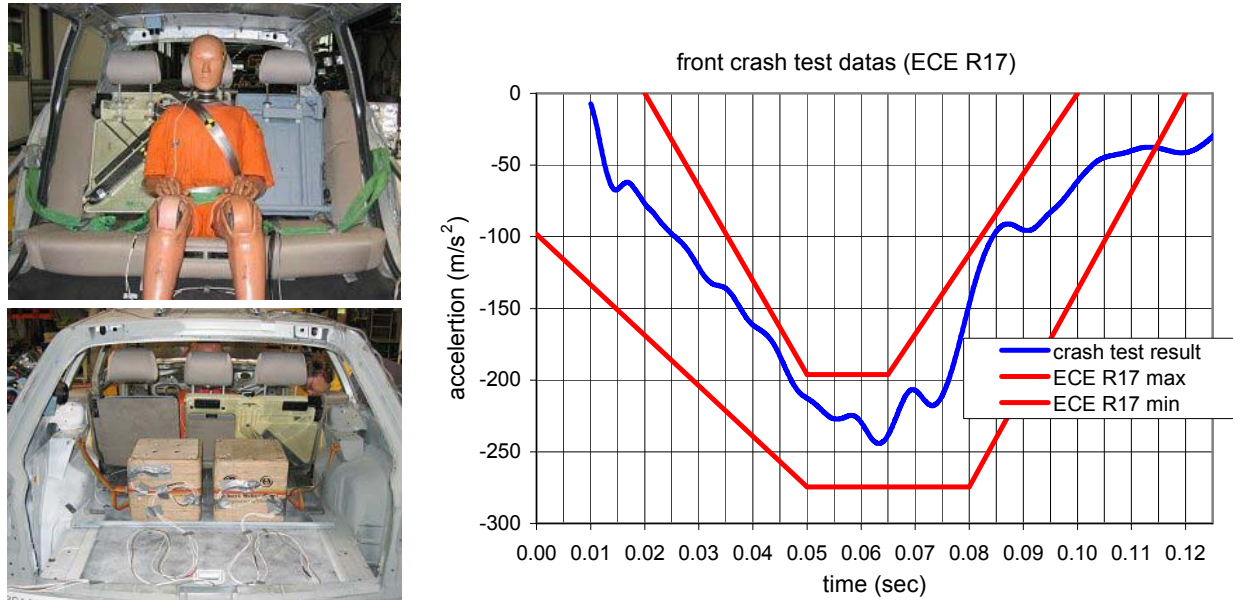 front crash test datas (ECE R17)
accelertion (m/s²)
0
-50
-100
-150
-200
-250
-300
0.00 0.01 0.02 0.03 0.04 0.05 0.06 0.07 0.08 0.09 0.10 0.11 0.12
time (sec)
crash test result
ECE R17 max
ECE R17 min